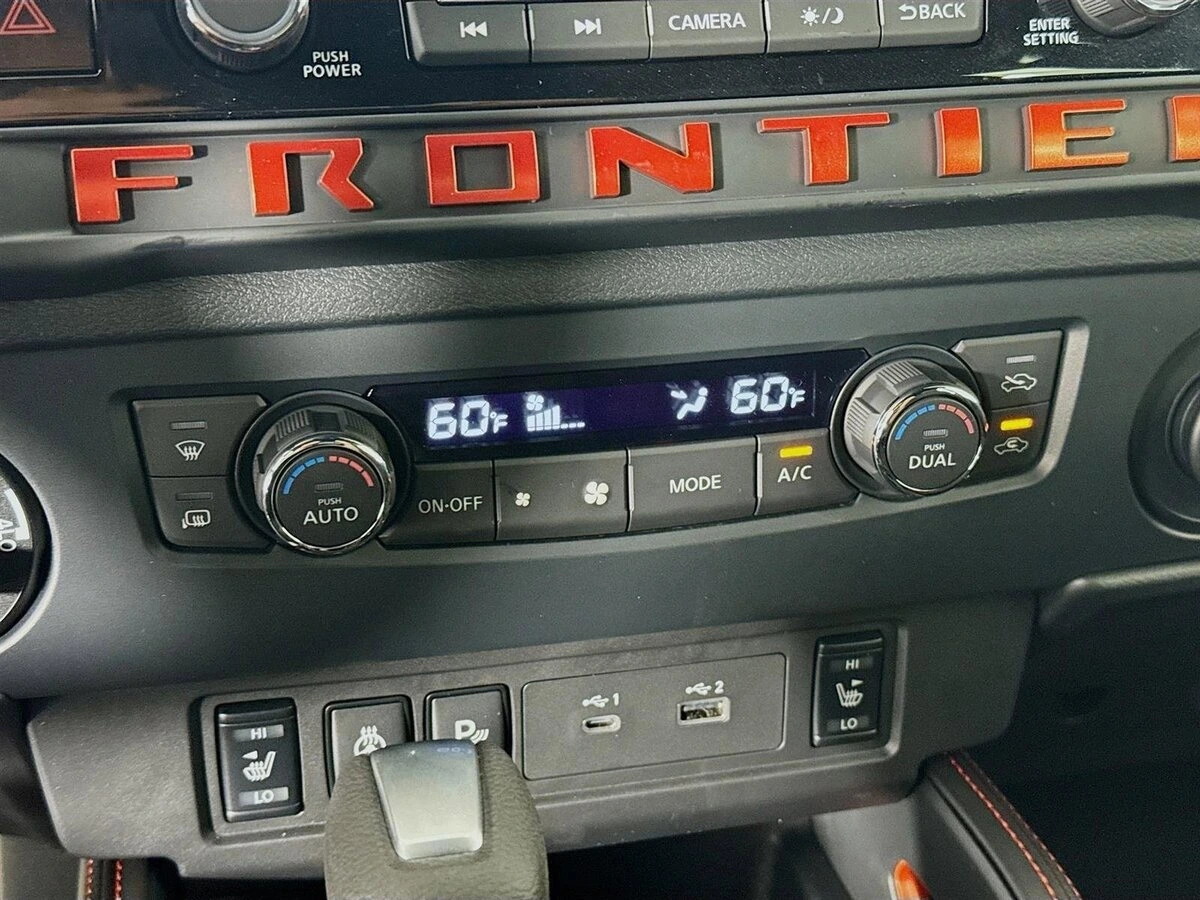 PUSH
POWER
CAMERA
BACK
ENTER
SETTING
FRONTIE
60°F
60°F
PUSH
AUTO
ON·OFF
MODE
A/C
PUSH
DUAL
HI
LO
P
1
2
HI
LO